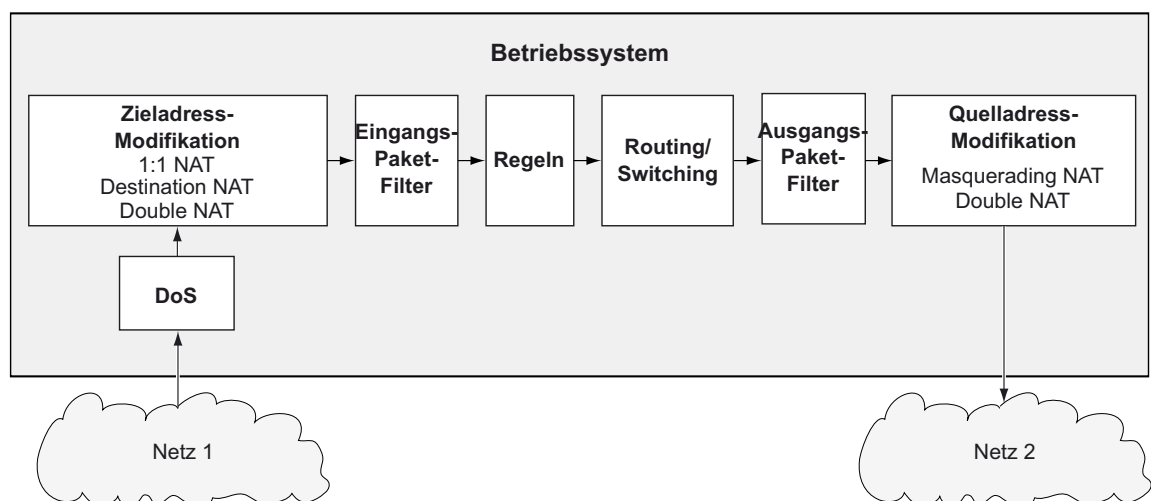 Betriebssystem
Zieladress-
Modifikation
1:1 NAT
Destination NAT
Double NAT
Eingangs-
Paket-
Filter
Regeln
Routing/
Switching
Ausgangs-
Paket-
Filter
Quelladress-
Modifikation
Masquerading NAT
Double NAT
DoS
Netz 1
Netz 2